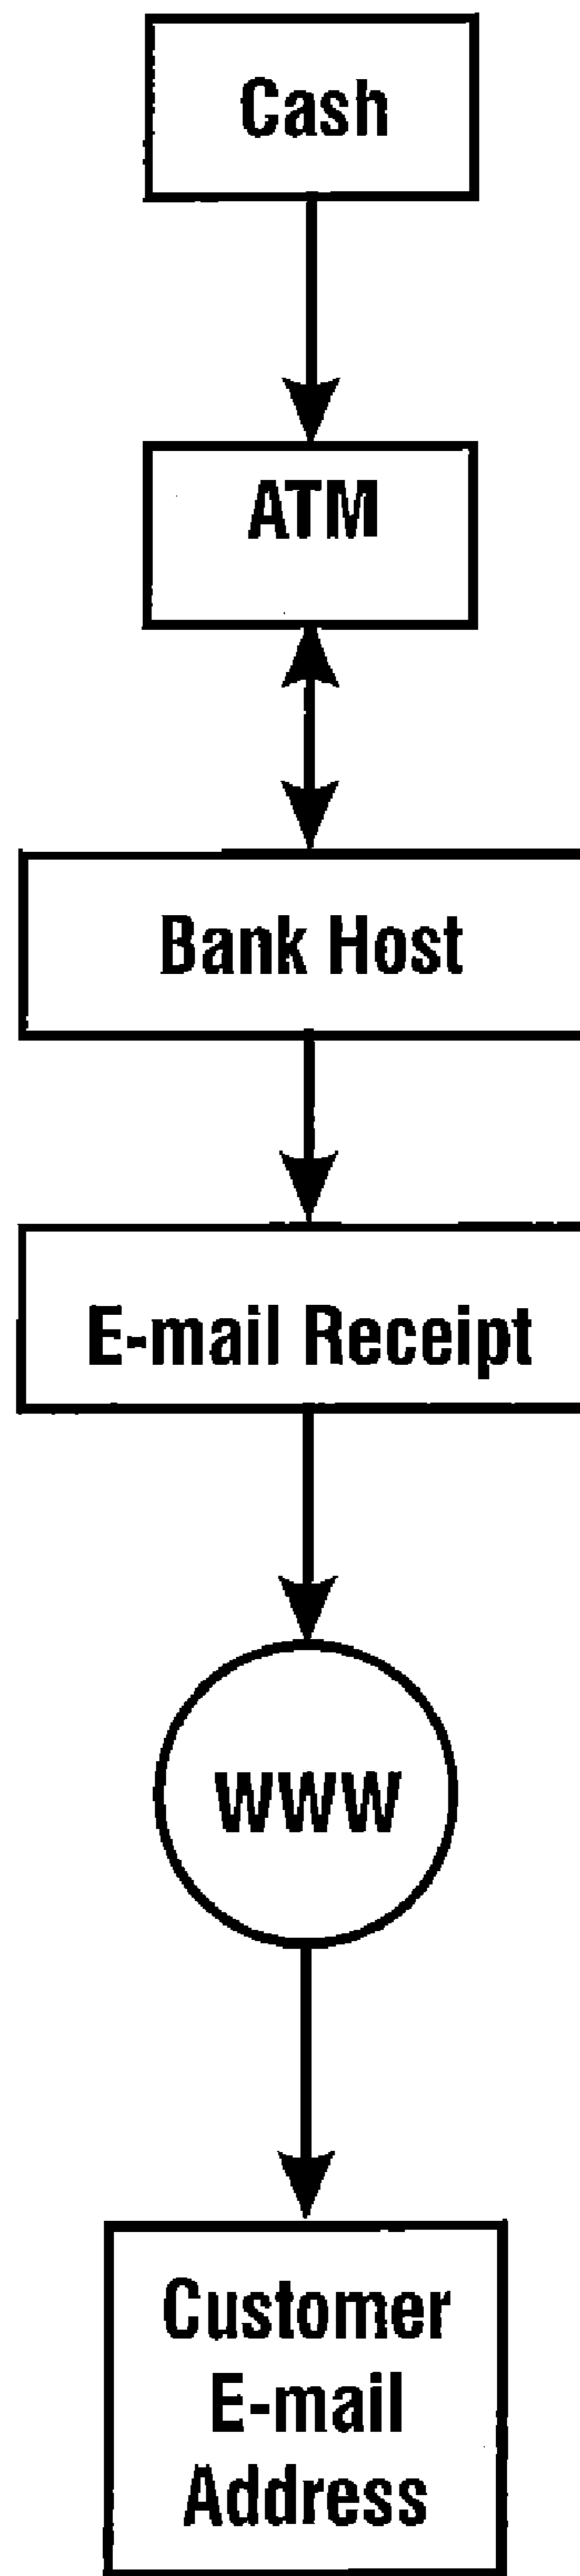 Cash
ATM
Bank Host
E-mail Receipt
WWW
Customer
E-mail
Address